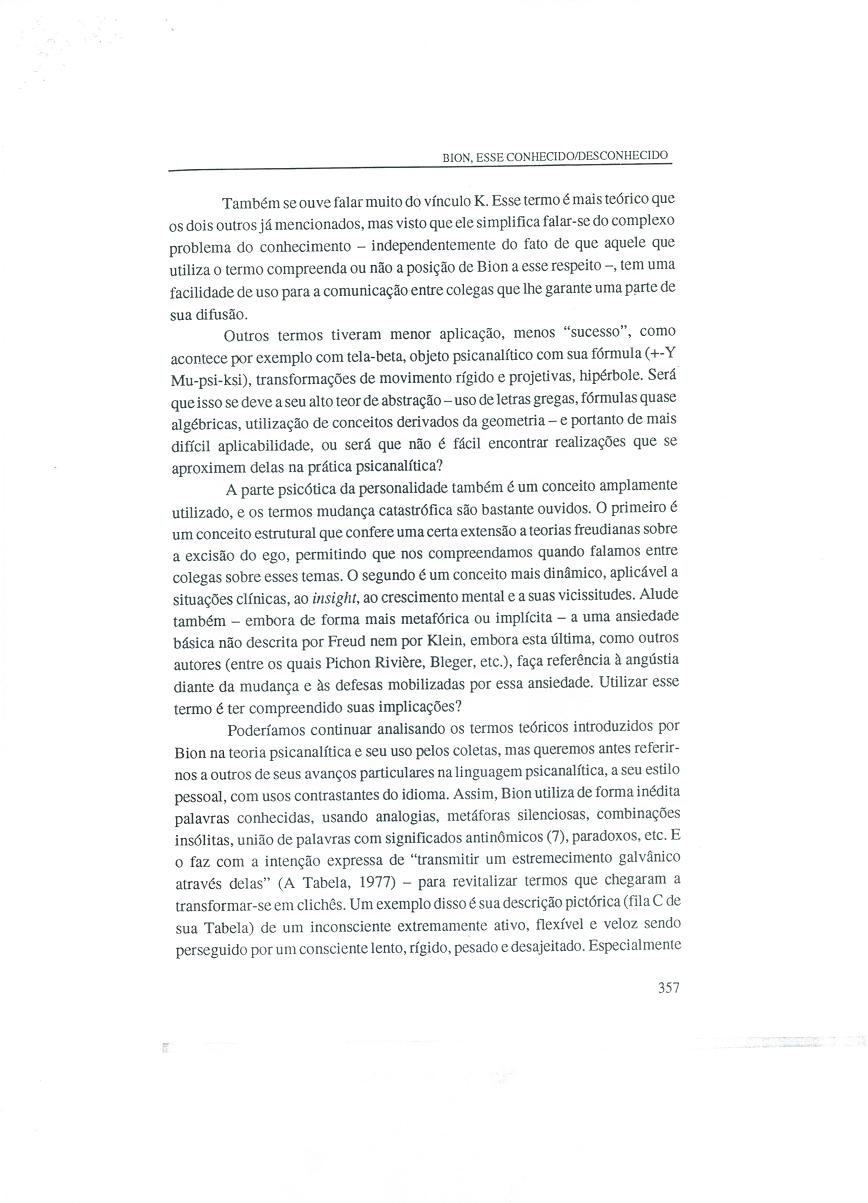 BION, ESSE CONHECIDO/DESCONHECIDO
Também se ouve falar muito do vínculo K. Esse termo é mais teórico que
os dois outros já mencionados, mas visto que ele simplifica falar-se do complexo
problema do conhecimento – independentemente do fato de que aquele que
utiliza o termo compreenda ou não a posição de Bion a esse respeito –, tem uma
facilidade de uso para a comunicação entre colegas que lhe garante uma parte de
sua difusão.
Outros termos tiveram menor aplicação, menos “sucesso”, como
acontece por exemplo com tela-beta, objeto psicanalítico com sua fórmula (+-Y
Mu-psi-ksi), transformações de movimento rígido e projetivas, hipérbole. Será
que isso se deve a seu alto teor de abstração – uso de letras gregas, fórmulas quase
algébricas, utilização de conceitos derivados da geometria – e portanto de mais
difícil aplicabilidade, ou será que não é fácil encontrar realizações que se
aproximem delas na prática psicanalítica?
A parte psicótica da personalidade também é um conceito amplamente
utilizado, e os termos mudança catastrófica são bastante ouvidos. O primeiro é
um conceito estrutural que confere uma certa extensão a teorias freudianas sobre
a excisão do ego, permitindo que nos compreendamos quando falamos entre
colegas sobre esses temas. O segundo é um conceito mais dinâmico, aplicável a
situações clínicas, ao insight, ao crescimento mental e a suas vicissitudes. Alude
também – embora de forma mais metafórica ou implícita – a uma ansiedade
básica não descrita por Freud nem por Klein, embora esta última, como outros
autores (entre os quais Pichon Rivière, Bleger, etc.), faça referência à angústia
diante da mudança e às defesas mobilizadas por essa ansiedade. Utilizar esse
termo é ter compreendido suas implicações?
Poderíamos continuar analisando os termos teóricos introduzidos por
Bion na teoria psicanalítica e seu uso pelos coletas, mas queremos antes referir-
nos a outros de seus avanços particulares na linguagem psicanalítica, a seu estilo
pessoal, com usos contrastantes do idioma. Assim, Bion utiliza de forma inédita
palavras conhecidas, usando analogias, metáforas silenciosas, combinações
insólitas, união de palavras com significados antinômicos (7), paradoxos, etc. E
o faz com a intenção expressa de “transmitir um estremecimento galvânico
através delas” (A Tabela, 1977) – para revitalizar termos que chegaram a
transformar-se em clichês. Um exemplo disso é sua descrição pictórica (fila C de
sua Tabela) de um inconsciente extremamente ativo, flexível e veloz sendo
perseguido por um consciente lento, rígido, pesado e desajeitado. Especialmente
357